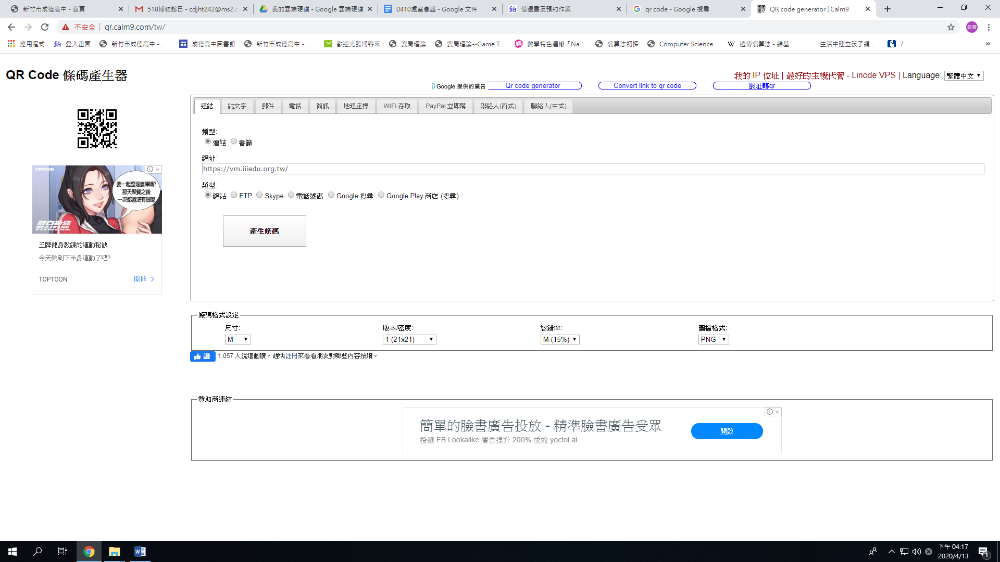 新竹市成德高中 - 首頁
518博物館日 - cdjht242@ms2.c
我的雲端硬碟 - Google 雲端硬碟
0410處室會議 - Google 文件
借還書及預約作業
qr code - Google 搜尋
QR code generator | Calm9
不安全 | qr.calm9.com/tw/
芸菁
應用程式
登入畫面
新竹市成德高中 -...
成德高中圖書館
新竹市成德高中 -...
歡迎光臨博客來
賽局理論
賽局理論--Game T...
數學特色選修『Na...
演算法初探
Computer Science...
W 遺傳演算法 - 維基...
生活中建立孩子編...
7
»
QR Code 條碼產生器
我的 IP 位址 | 最好的主機代管 - Linode VPS | Language: 繁體中文
Google 提供的廣告
Qr code generator
Convert link to qr code
網址轉qr
連結
純文字
郵件
電話
簡訊
地理座標
WIFI 存取
PayPal 立即購
聯絡人(西式)
聯絡人(中式)
類型:
連結 書籤
網址:
https://vm.iiiedu.org.tw/
類型:
網站 FTP Skype 電話號碼 Google 搜尋 Google Play 商店 (搜尋)
產生條碼
TOPTOON
要一起整理倉庫嗎?
那天聚餐之後
一次都還沒有做呢
健身教練
王牌健身教練的運動秘訣
今天輪到下半身運動了吧?
TOPTOON
開啟
條碼格式設定
尺寸:
版本/密度:
容錯率:
圖檔格式:
M
1 (21x21)
M (15%)
PNG
讚 1,057 人說這個讚。趕快註冊來看看朋友對哪些內容按讚。
贊助商連結
簡單的臉書廣告投放 - 精準臉書廣告受眾
投遞 FB Lookalike 廣告提升 200% 成效 yoctol.ai
開啟
下午 04:17
2020/4/13
1